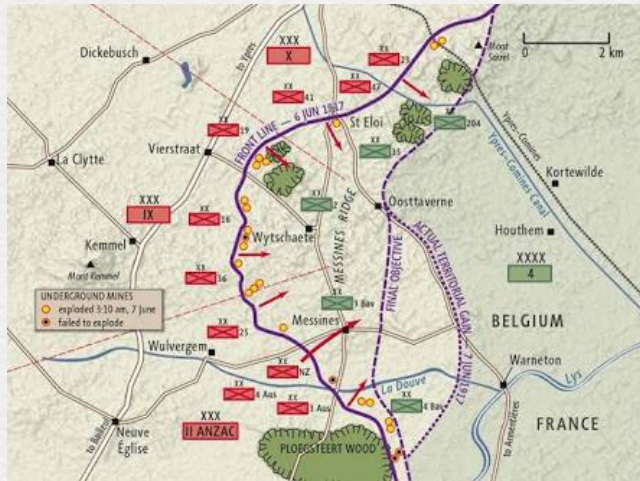 Dickebusch
to Ypres
XXX
X
XX
23
Mont
Sorrel
0 2 km
XX
47
XX
41
XX
204
La Clytte
XX
19
FRONT LINE — 6 JUN 1917
St Eloi
XX
35
Ypres-Comines
Ypres-Comines Canal
Vierstraat
Kortewilde
XXX
IX
XX
16
XX
2
Oosttaverne
Wytschaete
MESSINES RIDGE
Houthem
Kemmel
Mont Kemmel
XXXX
4
XX
36
UNDERGROUND MINES
exploded 3:10 am, 7 June
failed to explode
XX
3 Bav
FINAL OBJECTIVE
ACTUAL TERRITORIAL GAIN — 7 JUN 1917
BELGIUM
XX
25
Messines
Wulvergem
XX
NZ
Warneton
Lys
La Douve
XX
4 Aus
XX
3 Aus
XX
4 Bav
XXX
II ANZAC
to Bailleul
Neuve
Église
PLOEGSTEERT WOOD
to Armentières
FRANCE